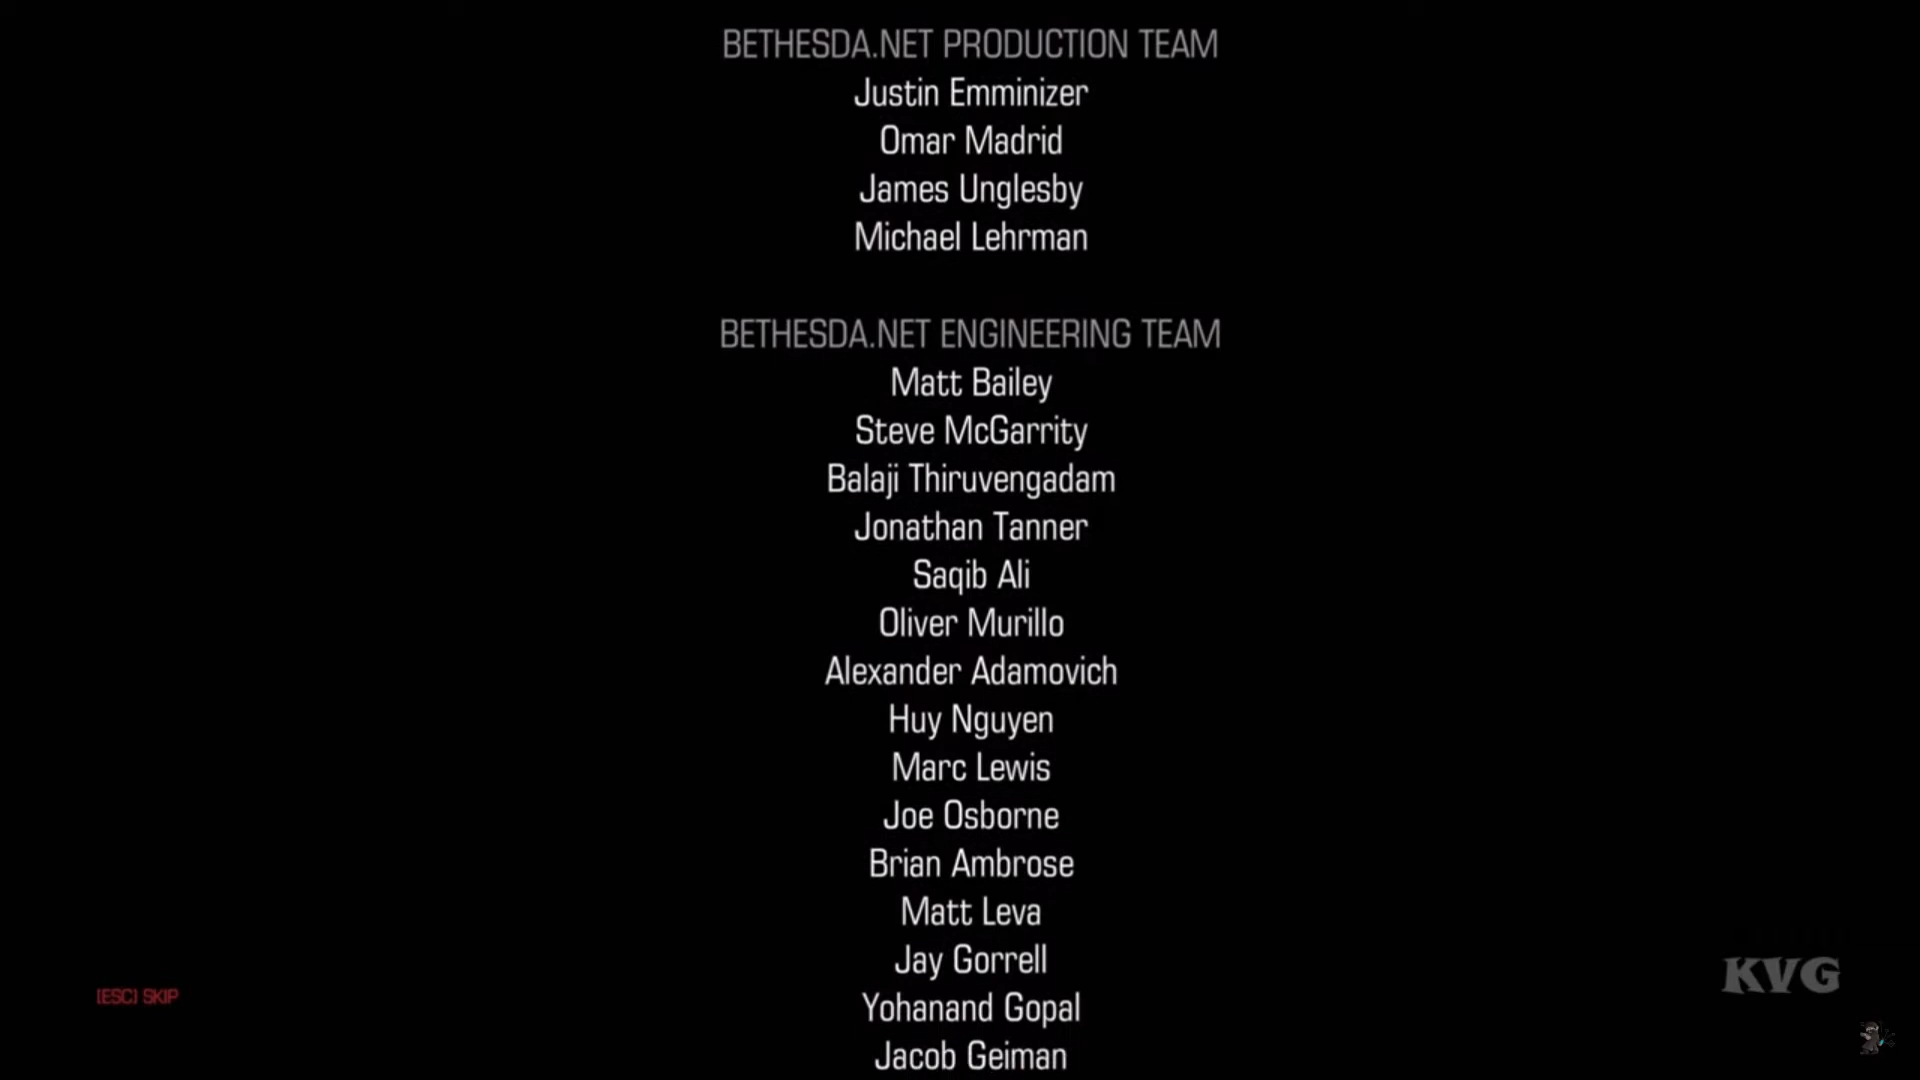 BETHESDA.NET PRODUCTION TEAM
Justin Emminizer
Omar Madrid
James Unglesby
Michael Lehrman
BETHESDA.NET ENGINEERING TEAM
Matt Bailey
Steve McGarrity
Balaji Thiruvengadam
Jonathan Tanner
Saqib Ali
Oliver Murillo
Alexander Adamovich
Huy Nguyen
Marc Lewis
Joe Osborne
Brian Ambrose
Matt Leva
Jay Gorrell
Yohanand Gopal
Jacob Geiman
[ESC] SKIP
KVG